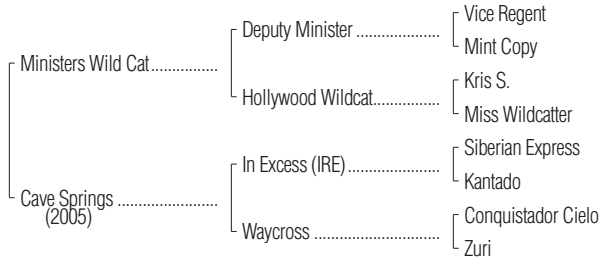 Vice Regent
Deputy Minister ..................
Mint Copy
Ministers Wild Cat................
Kris S.
Hollywood Wildcat..............
Miss Wildcatter
Siberian Express
In Excess (IRE)....................
Kantado
Cave Springs ........................
(2005)
Conquistador Cielo
Waycross .............................
Zuri